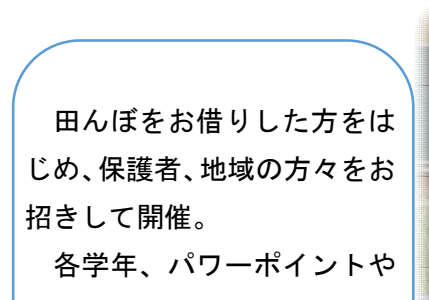 田んぼをお借りした方をは
じめ、保護者、地域の方々をお
招きして開催。
　各学年、パワーポイントや